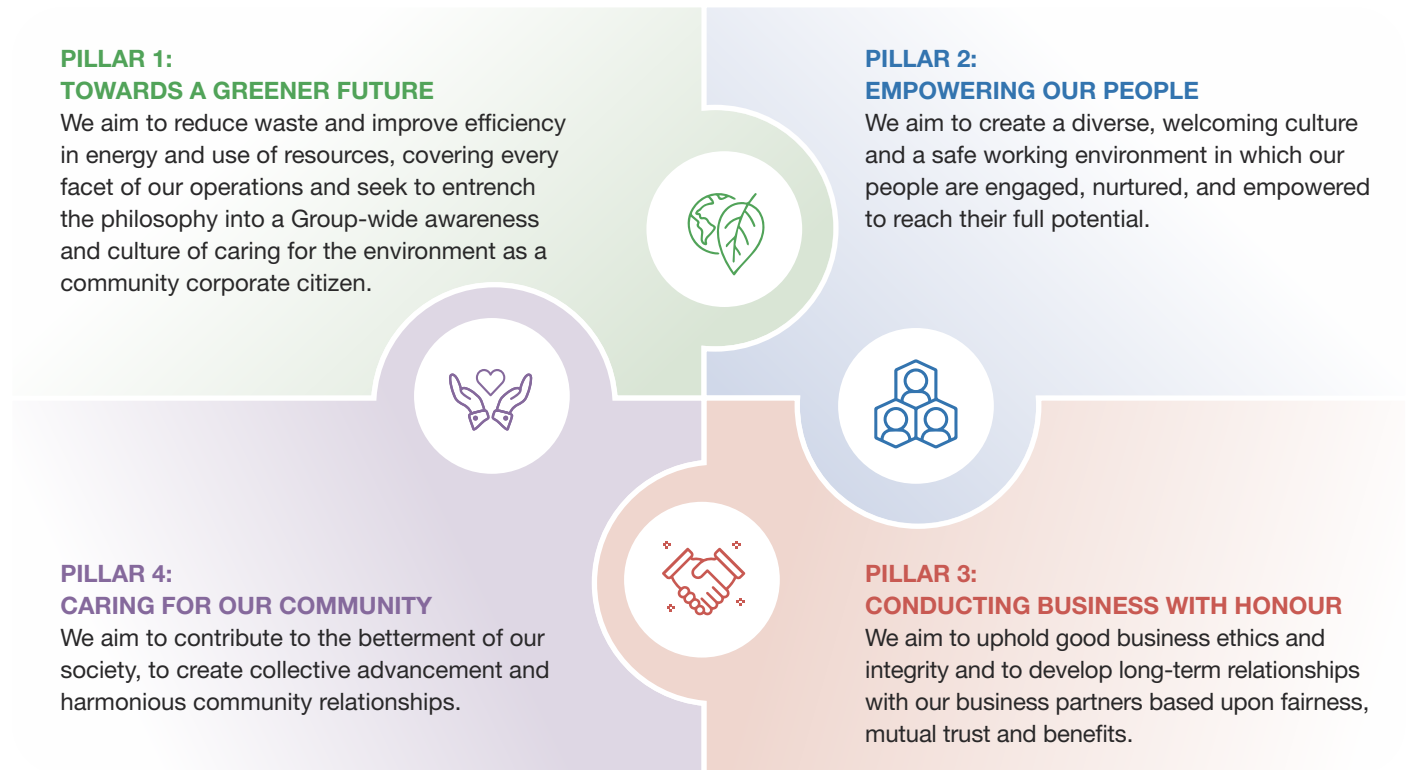 PILLAR 1:
TOWARDS A GREENER FUTURE
We aim to reduce waste and improve efficiency
in energy and use of resources, covering every
facet of our operations and seek to entrench
the philosophy into a Group-wide awareness
and culture of caring for the environment as a
community corporate citizen.
PILLAR 2:
EMPOWERING OUR PEOPLE
We aim to create a diverse, welcoming culture
and a safe working environment in which our
people are engaged, nurtured, and empowered
to reach their full potential.
PILLAR 4:
CARING FOR OUR COMMUNITY
We aim to contribute to the betterment of our
society, to create collective advancement and
harmonious community relationships.
PILLAR 3:
CONDUCTING BUSINESS WITH HONOUR
We aim to uphold good business ethics and
integrity and to develop long-term relationships
with our business partners based upon fairness,
mutual trust and benefits.